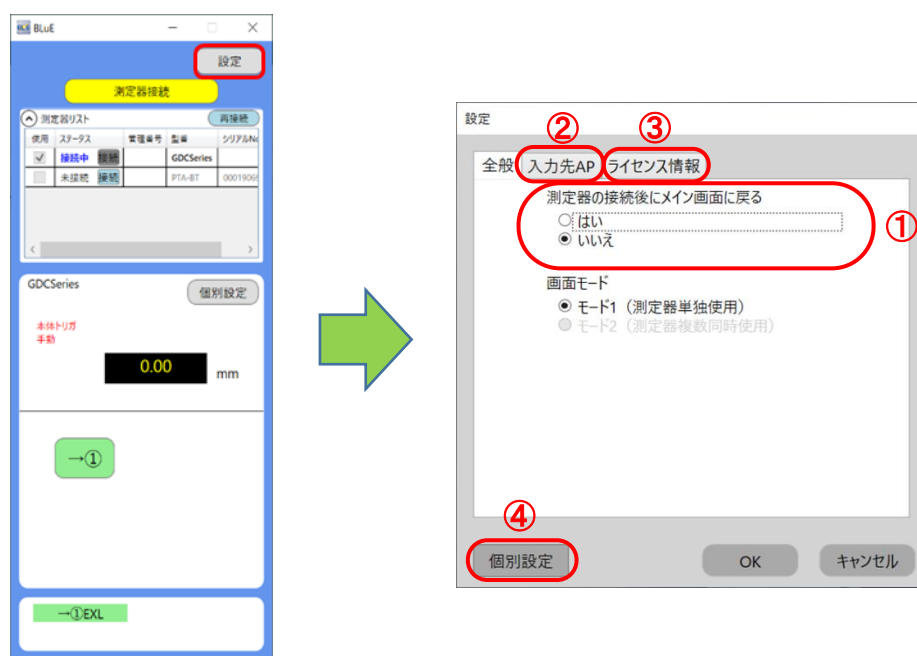 BLuE
設定
測定器接続
測定器リスト
再接続
使用 ステータス 管理番号 型番 シリアルNo
接続中 接続 GDCSeries
未接続 接続 PTA-BT 00019069
GDCSeries
個別設定
本体トリガ
手動
0.00
mm
→①
→①EXL
設定
② ③
全般 入力先AP ライセンス情報
測定器の接続後にメイン画面に戻る
はい
①
いいえ
画面モード
モード1（測定器単独使用）
モード2（測定器複数同時使用）
④
個別設定
OK
キャンセル